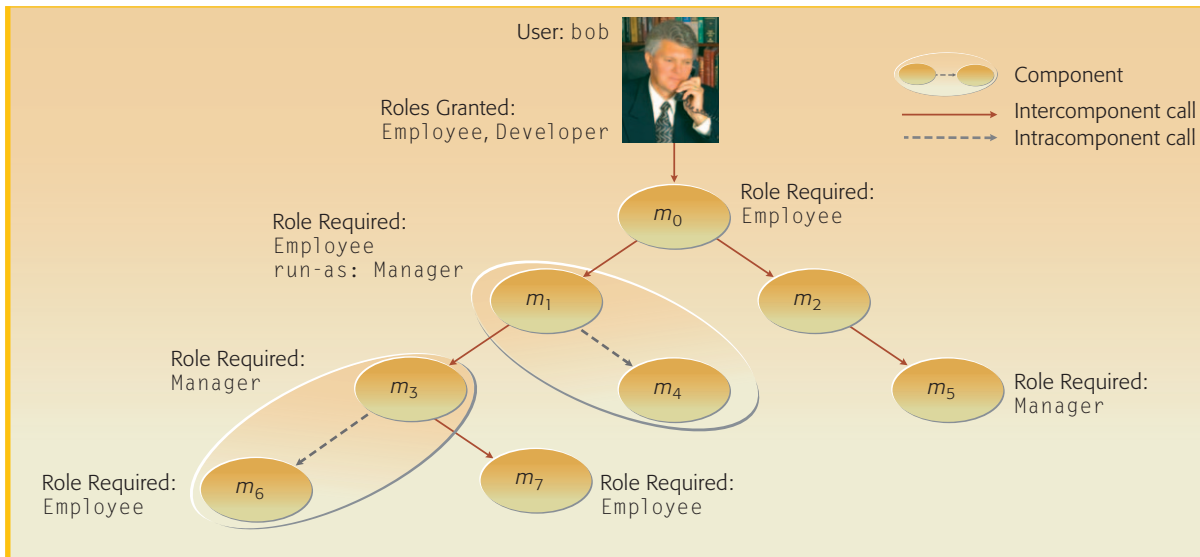 User: bob
Roles Granted:
Employee, Developer
Component
Intercomponent call
Intracomponent call
m0
Role Required:
Employee
Role Required:
Employee
run-as: Manager
m1
m2
Role Required:
Manager
m3
m4
m5
Role Required:
Manager
Role Required:
Employee
m6
m7
Role Required:
Employee